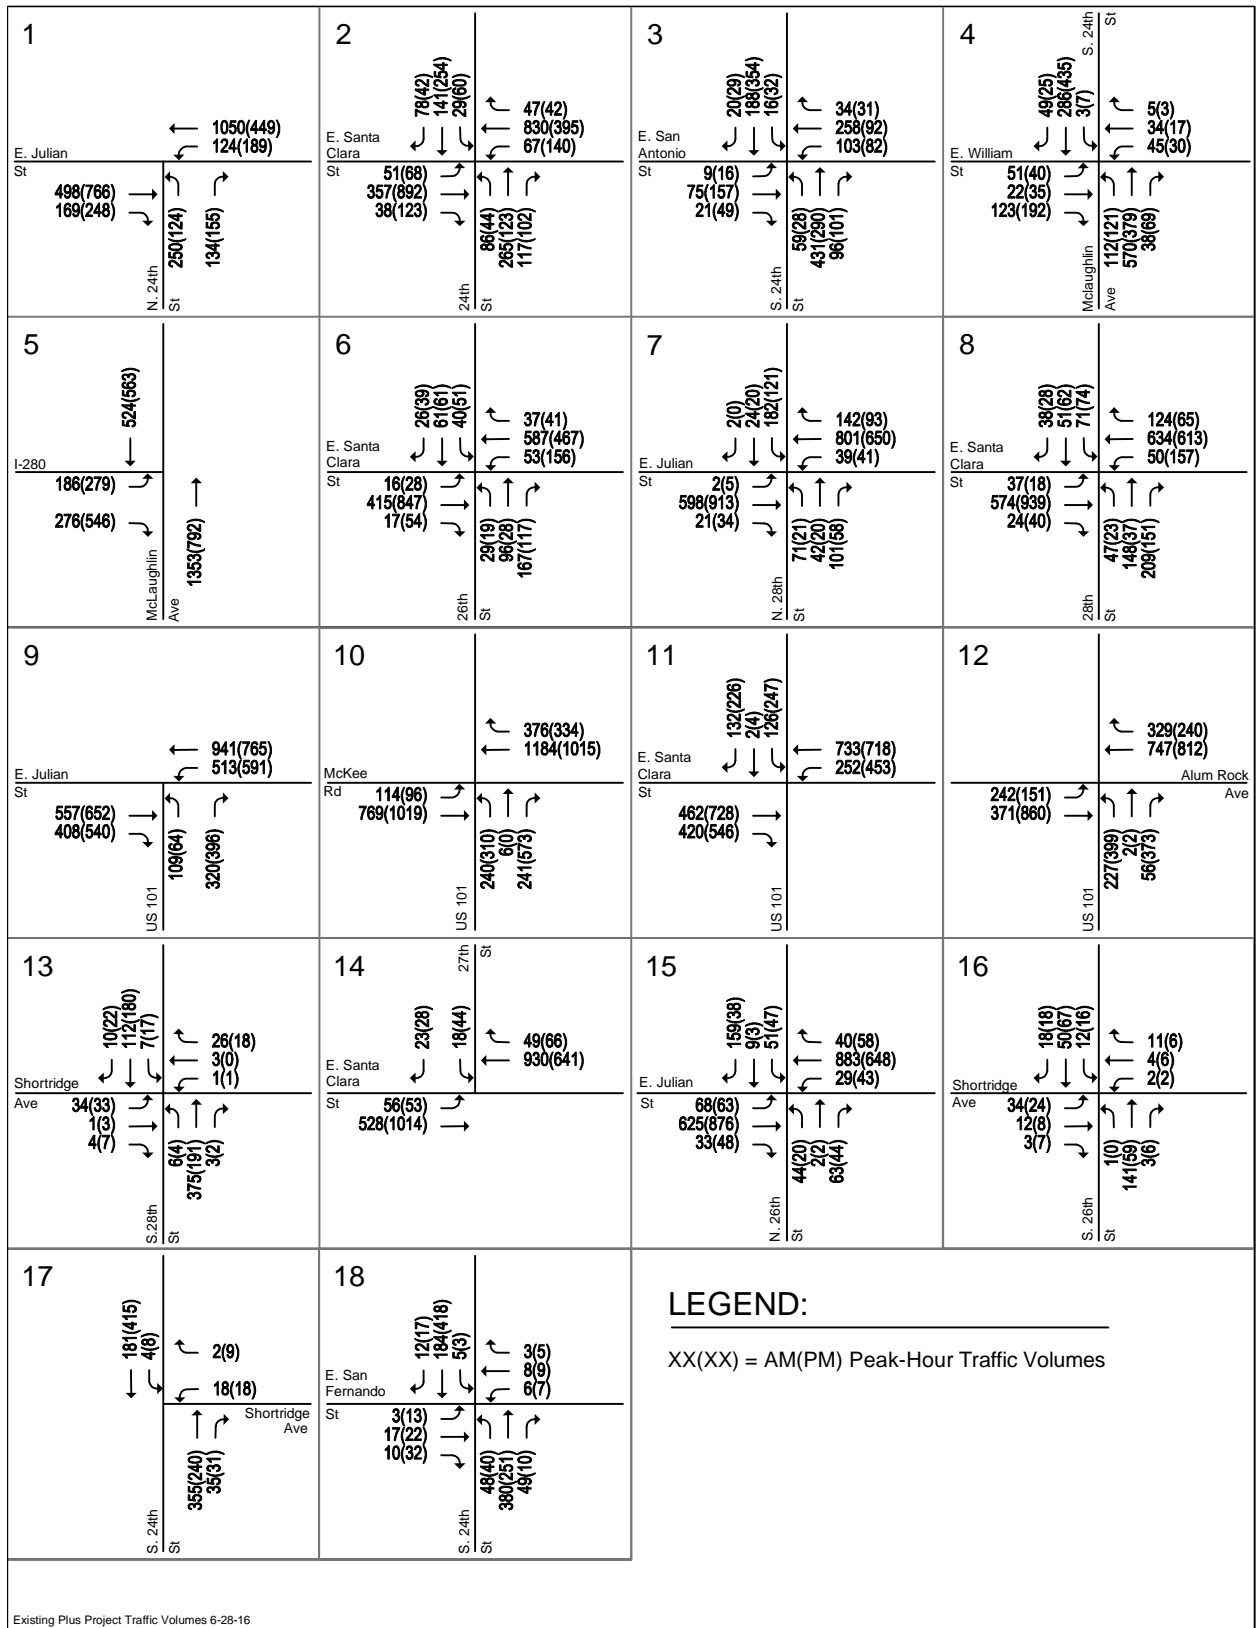 1
1050(449)
124(189)
E. Julian
St
498(766)
169(248)
250(124)
134(155)
N. 24th
St
2
78(42)
141(254)
29(60)
47(42)
830(395)
67(140)
E. Santa
Clara
St
51(68)
357(892)
38(123)
86(44)
265(123)
117(102)
24th
St
3
20(29)
188(354)
16(32)
34(31)
258(92)
103(82)
E. San
Antonio
St
9(16)
75(157)
21(49)
59(28)
431(290)
96(101)
S. 24th
St
4
S. 24th
St
49(25)
286(435)
3(7)
5(3)
34(17)
45(30)
E. William
St
51(40)
22(35)
123(192)
112(121)
570(379)
38(69)
Mclaughlin
Ave
5
524(563)
I-280
186(279)
276(546)
1353(792)
McLaughlin
Ave
6
26(39)
61(61)
40(51)
37(41)
587(467)
53(156)
E. Santa
Clara
St
16(28)
415(847)
17(54)
29(19)
96(28)
167(117)
26th
St
7
2(0)
24(20)
182(121)
142(93)
801(650)
39(41)
E. Julian
St
2(5)
598(913)
21(34)
71(21)
42(20)
101(58)
N. 28th
St
8
38(28)
51(62)
71(74)
124(65)
634(613)
50(157)
E. Santa
Clara
St
37(18)
574(939)
24(40)
47(23)
148(37)
209(151)
28th
St
9
941(765)
513(591)
E. Julian
St
557(652)
408(540)
109(64)
320(396)
US 101
10
376(334)
1184(1015)
McKee
Rd
114(96)
769(1019)
240(310)
6(0)
241(573)
US 101
11
132(226)
2(4)
126(247)
733(718)
252(453)
E. Santa
Clara
St
462(728)
420(546)
US 101
12
329(240)
747(812)
Alum Rock
Ave
242(151)
371(860)
227(399)
2(2)
56(373)
US 101
13
10(22)
112(180)
7(17)
26(18)
3(0)
1(1)
Shortridge
Ave
34(33)
1(3)
4(7)
6(4)
375(191)
3(2)
S.28th
St
14
27th
St
23(28)
18(44)
49(66)
930(641)
E. Santa
Clara
St
56(53)
528(1014)
15
159(38)
9(3)
51(47)
40(58)
883(648)
29(43)
E. Julian
St
68(63)
625(876)
33(48)
44(20)
2(2)
63(44)
N. 26th
St
16
18(18)
50(67)
12(16)
11(6)
4(6)
2(2)
Shortridge
Ave
34(24)
12(8)
3(7)
1(0)
141(59)
3(6)
S. 26th
St
17
181(415)
4(8)
2(9)
18(18)
Shortridge
Ave
355(240)
35(31)
S. 24th
St
18
12(17)
184(418)
5(3)
3(5)
8(9)
6(7)
E. San
Fernando
St
3(13)
17(22)
10(32)
48(40)
380(251)
49(10)
S. 24th
St
LEGEND:
XX(XX) = AM(PM) Peak-Hour Traffic Volumes
Existing Plus Project Traffic Volumes 6-28-16